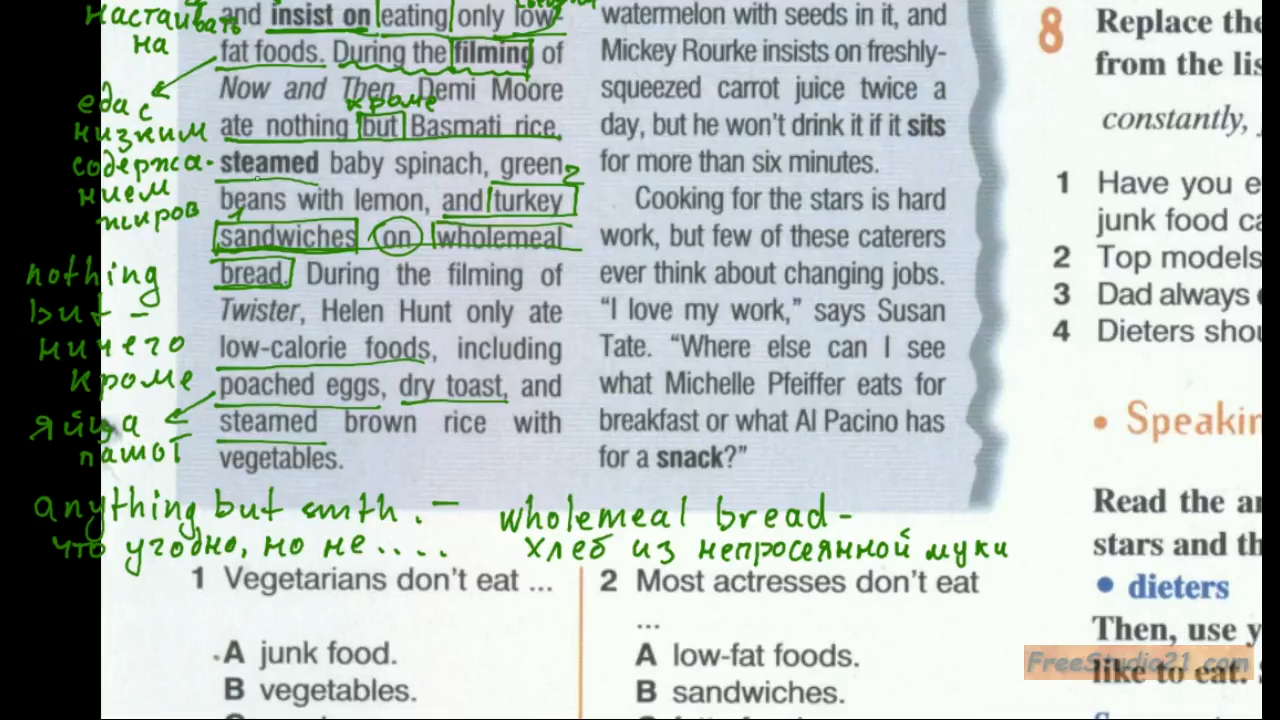 настаивать
на
еда с
низким
содержа-
нием
жиров
nothing
but -
ничего
кроме
яйца
пашот
кроме
2
1
and insist on eating only low-
fat foods. During the filming of
Now and Then, Demi Moore
ate nothing but Basmati rice,
steamed baby spinach, green
beans with lemon, and turkey
sandwiches on wholemeal
bread. During the filming of
Twister, Helen Hunt only ate
low-calorie foods, including
poached eggs, dry toast, and
steamed brown rice with
vegetables.
watermelon with seeds in it, and
Mickey Rourke insists on freshly-
squeezed carrot juice twice a
day, but he won't drink it if it sits
for more than six minutes.
Cooking for the stars is hard
work, but few of these caterers
ever think about changing jobs.
"I love my work," says Susan
Tate. "Where else can I see
what Michelle Pfeiffer eats for
breakfast or what Al Pacino has
for a snack?"
anything but smth. –
что угодно, но не....
wholemeal bread -
хлеб из непросеянной муки
1 Vegetarians don't eat ...
A junk food.
B vegetables.
2 Most actresses don't eat
...
A low-fat foods.
B sandwiches.
8 Replace the
from the lis
constantly,
1 Have you e
junk food ca
2 Top models
3 Dad always
4 Dieters shou
• Speakin
Read the ar
stars and th
• dieters
Then, use y
like to eat.
FreeStudio21.com